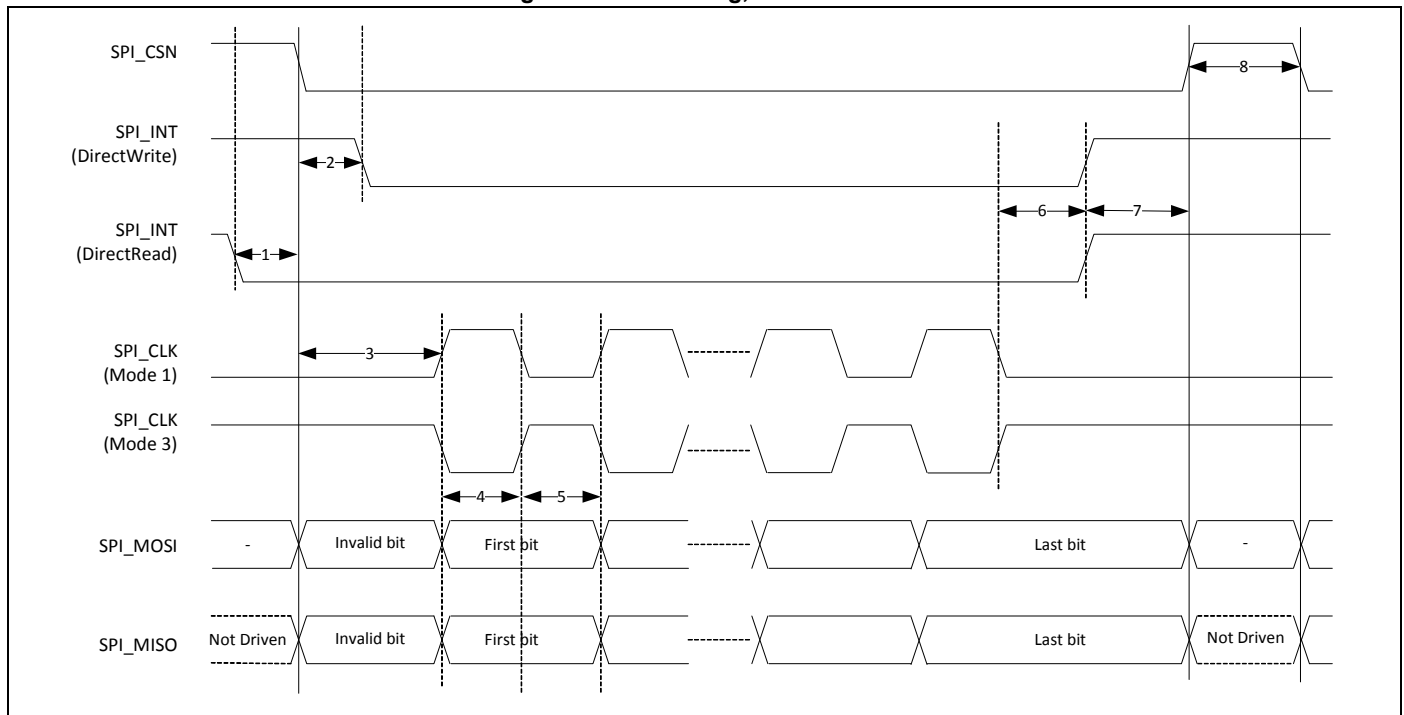 SPI_CSN
8
SPI_INT
(DirectWrite)
2
6
7
SPI_INT
(DirectRead)
1
SPI_CLK
(Mode 1)
3
SPI_CLK
(Mode 3)
4
5
SPI_MOSI
-
Invalid bit
First bit
Last bit
-
SPI_MISO
Not Driven
Invalid bit
First bit
Last bit
Not Driven